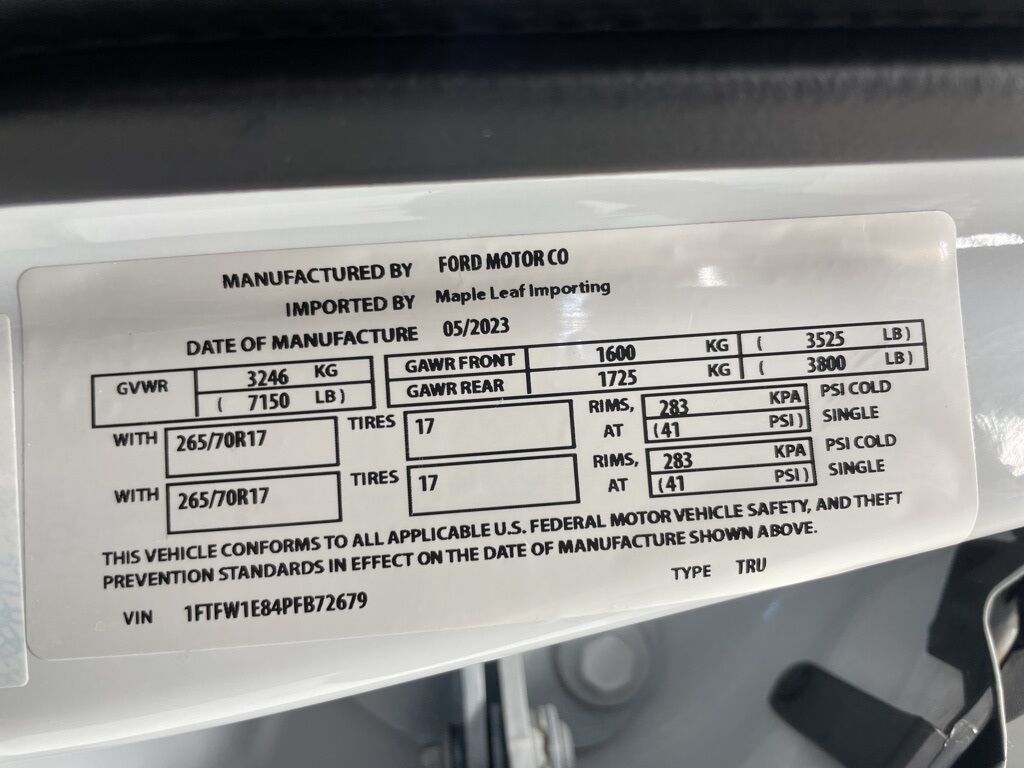 MANUFACTURED BY FORD MOTOR CO
IMPORTED BY Maple Leaf Importing
DATE OF MANUFACTURE 05/2023
GVWR 3246 KG ( 7150 LB )
GAWR FRONT 1600 KG ( 3525 LB )
GAWR REAR 1725 KG ( 3800 LB )
WITH 265/70R17 TIRES 17 RIMS, AT 283 KPA (41 PSI ) PSI COLD SINGLE
WITH 265/70R17 TIRES 17 RIMS, AT 283 KPA (41 PSI ) PSI COLD SINGLE
THIS VEHICLE CONFORMS TO ALL APPLICABLE U.S. FEDERAL MOTOR VEHICLE SAFETY, AND THEFT
PREVENTION STANDARDS IN EFFECT ON THE DATE OF MANUFACTURE SHOWN ABOVE.
VIN 1FTFW1E84PFB72679 TYPE TRU